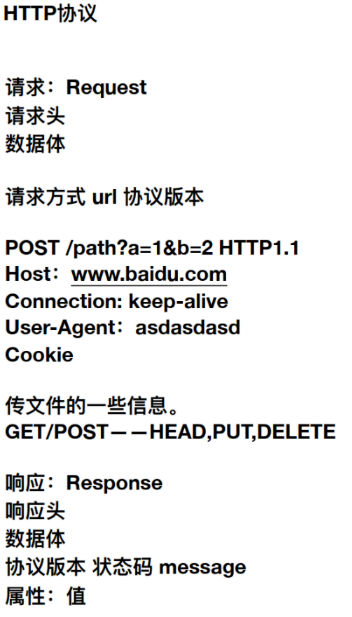 HTTP协议
请求：Request
请求头
数据体
请求方式 url 协议版本
POST /path?a=1&b=2 HTTP1.1
Host：www.baidu.com
Connection: keep-alive
User-Agent：asdasdasd
Cookie
传文件的一些信息。
GET/POST——HEAD,PUT,DELETE
响应：Response
响应头
数据体
协议版本 状态码 message
属性：值